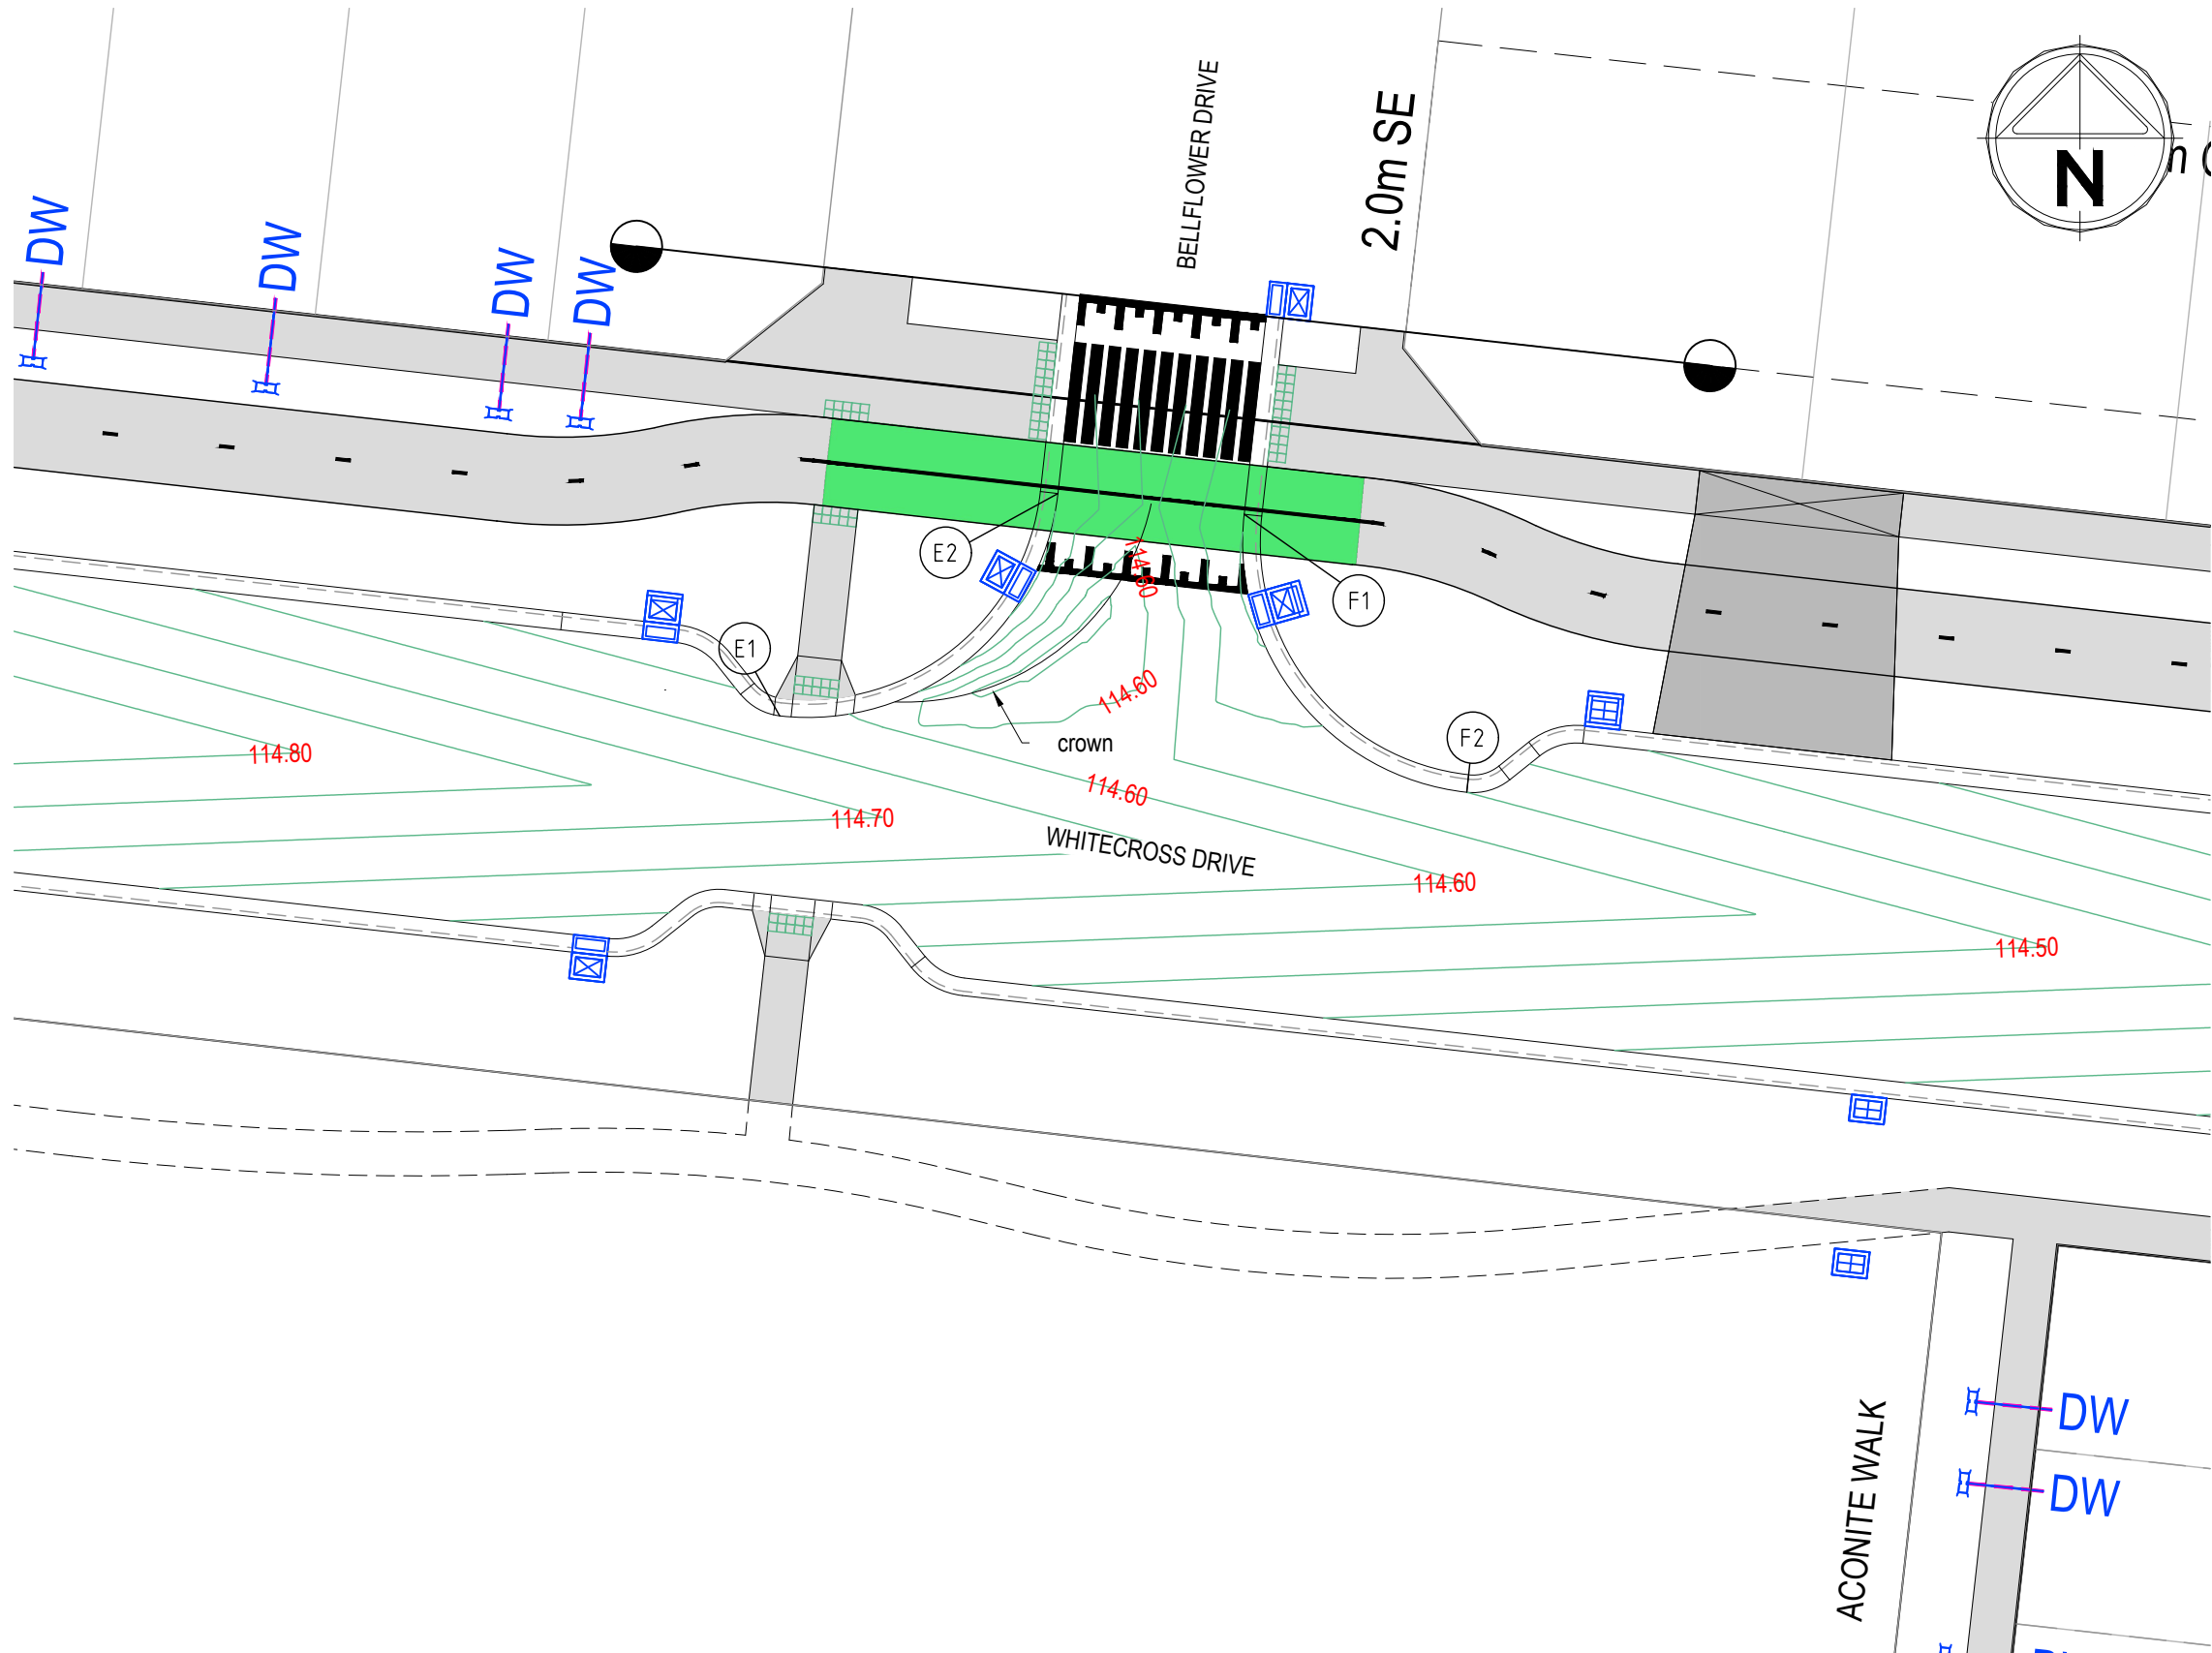 BELLFLOWER DRIVE
2.0m SE
N
DW
DW
DW
DW
E2
114.60
F1
E1
114.60
crown
F2
114.80
114.60
114.70
WHITECROSS DRIVE
114.60
114.50
ACONITE WALK
DW
DW